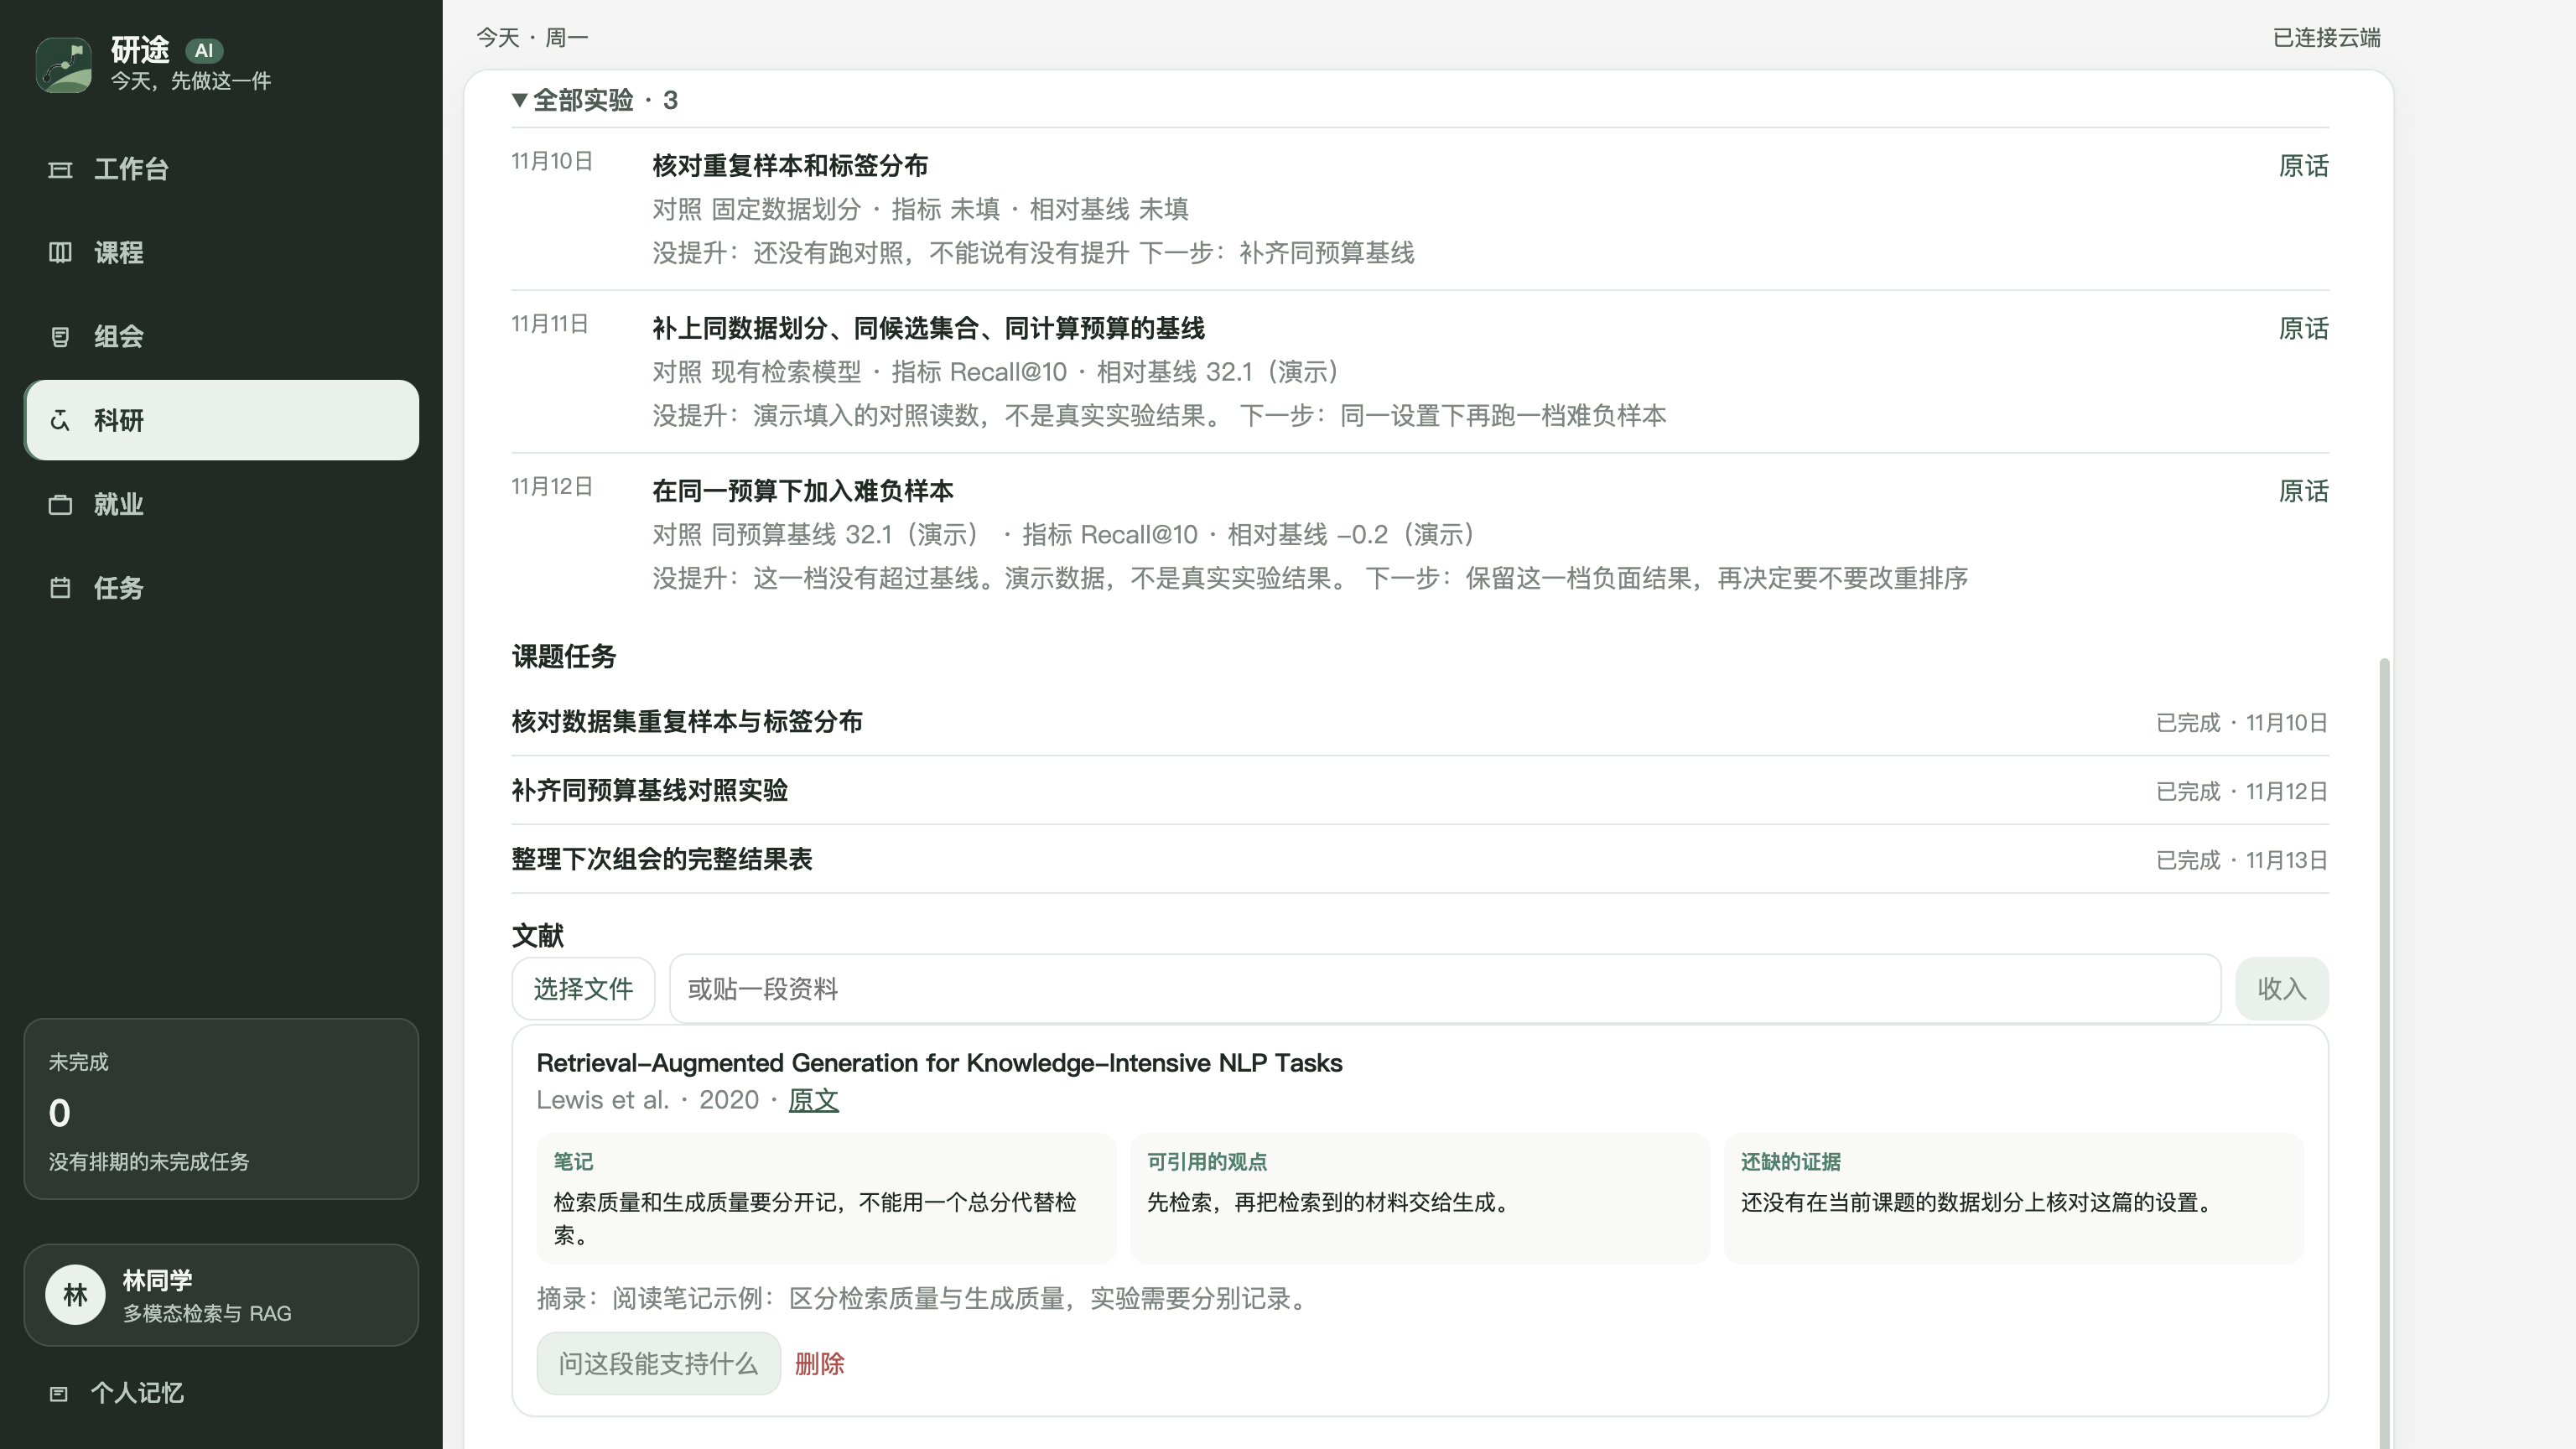 研途 AI
今天，先做这一件
工作台
课程
组会
科研
就业
任务
未完成
0
没有排期的未完成任务
林
林同学
多模态检索与 RAG
个人记忆
今天 · 周一
已连接云端
▼全部实验 · 3
11月10日
核对重复样本和标签分布
原话
对照 固定数据划分 · 指标 未填 · 相对基线 未填
没提升：还没有跑对照，不能说有没有提升 下一步：补齐同预算基线
11月11日
补上同数据划分、同候选集合、同计算预算的基线
原话
对照 现有检索模型 · 指标 Recall@10 · 相对基线 32.1（演示）
没提升：演示填入的对照读数，不是真实实验结果。 下一步：同一设置下再跑一档难负样本
11月12日
在同一预算下加入难负样本
原话
对照 同预算基线 32.1（演示） · 指标 Recall@10 · 相对基线 -0.2（演示）
没提升：这一档没有超过基线。演示数据，不是真实实验结果。 下一步：保留这一档负面结果，再决定要不要改重排序
课题任务
核对数据集重复样本与标签分布
已完成 · 11月10日
补齐同预算基线对照实验
已完成 · 11月12日
整理下次组会的完整结果表
已完成 · 11月13日
文献
选择文件
或贴一段资料
收入
Retrieval-Augmented Generation for Knowledge-Intensive NLP Tasks
Lewis et al. · 2020 · 原文
笔记
检索质量和生成质量要分开记，不能用一个总分代替检
索。
可引用的观点
先检索，再把检索到的材料交给生成。
还缺的证据
还没有在当前课题的数据划分上核对这篇的设置。
摘录：阅读笔记示例：区分检索质量与生成质量，实验需要分别记录。
问这段能支持什么
删除